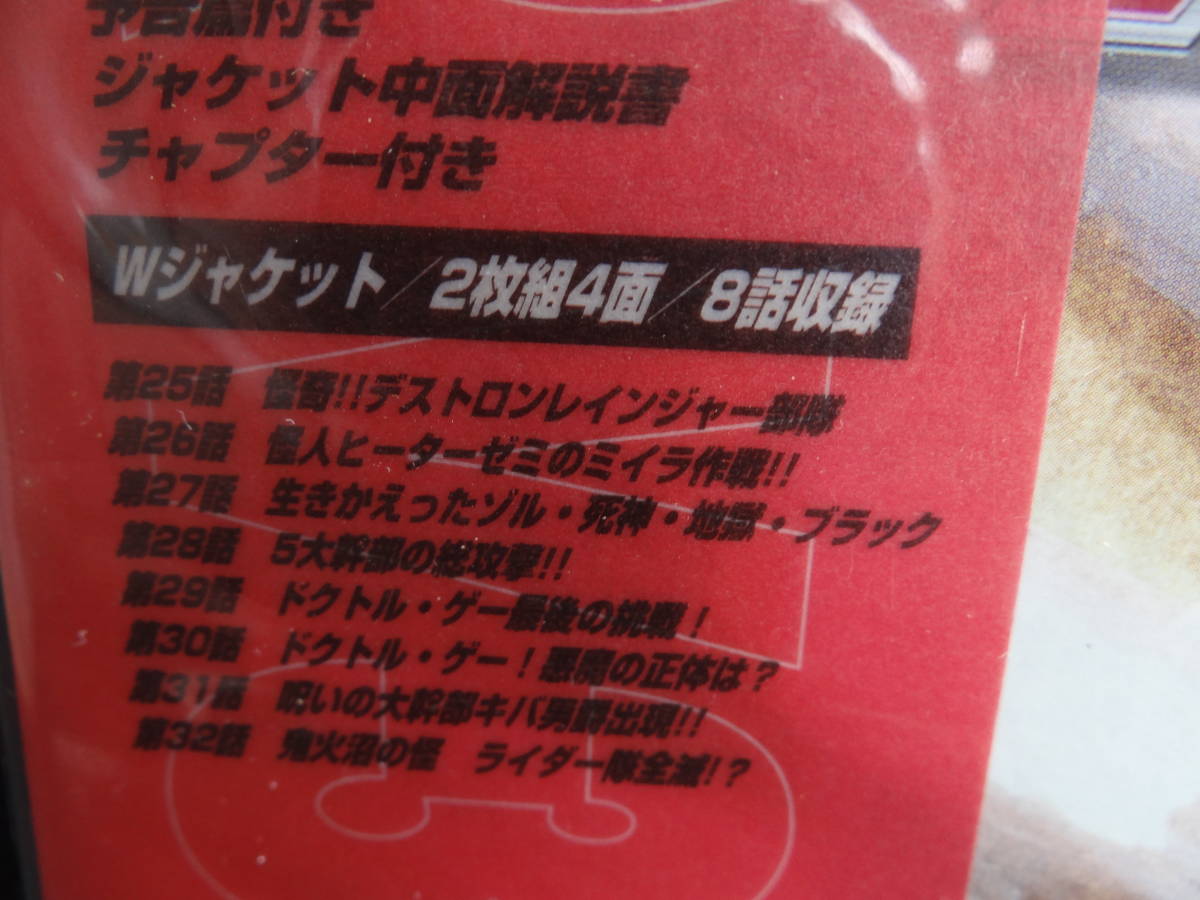 予告篇付き
ジャケット中面解説書
チャプター付き
Wジャケット/2枚組4面/8話収録
第25話 怪奇!!デストロンレインジャー部隊
第26話 怪人ヒーターゼミのミイラ作戦!!
第27話 生きかえったゾル・死神・地獄・ブラック
第28話 5大幹部の総攻撃!!
第29話 ドクトル・ゲー最後の挑戦!
第30話 ドクトル・ゲー!悪魔の正体は?
第31話 呪いの大幹部キバ男爵出現!!
第32話 鬼火沼の怪 ライダー隊全滅!?